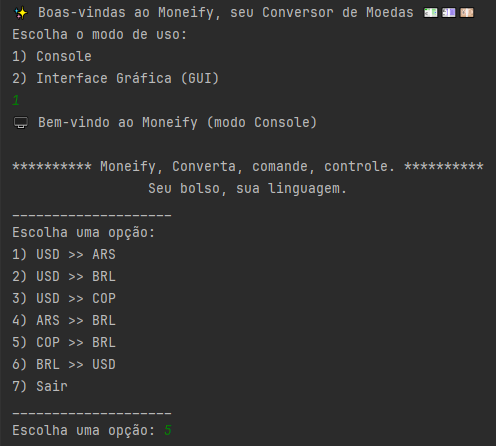 ✨ Boas-vindas ao Moneify, seu Conversor de Moedas 💵💶💴
Escolha o modo de uso:
1) Console
2) Interface Gráfica (GUI)
1
🖥️ Bem-vindo ao Moneify (modo Console)
********** Moneify, Converta, comande, controle. **********
Seu bolso, sua linguagem.
____________________
Escolha uma opção:
1) USD >> ARS
2) USD >> BRL
3) USD >> COP
4) ARS >> BRL
5) COP >> BRL
6) BRL >> USD
7) Sair
____________________
Escolha uma opção: 5